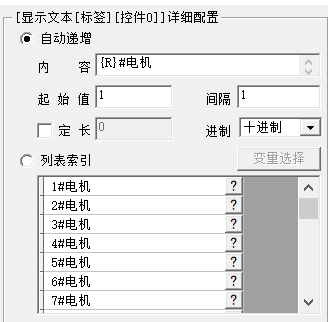 [显示文本[标签][控件0]]详细配置
自动递增
内 容 {R}#电机
起 始 值 1 间隔 1
定 长 0 进制 十进制
列表索引 变量选择
1#电机 ?
2#电机 ?
3#电机 ?
4#电机 ?
5#电机 ?
6#电机 ?
7#电机 ?